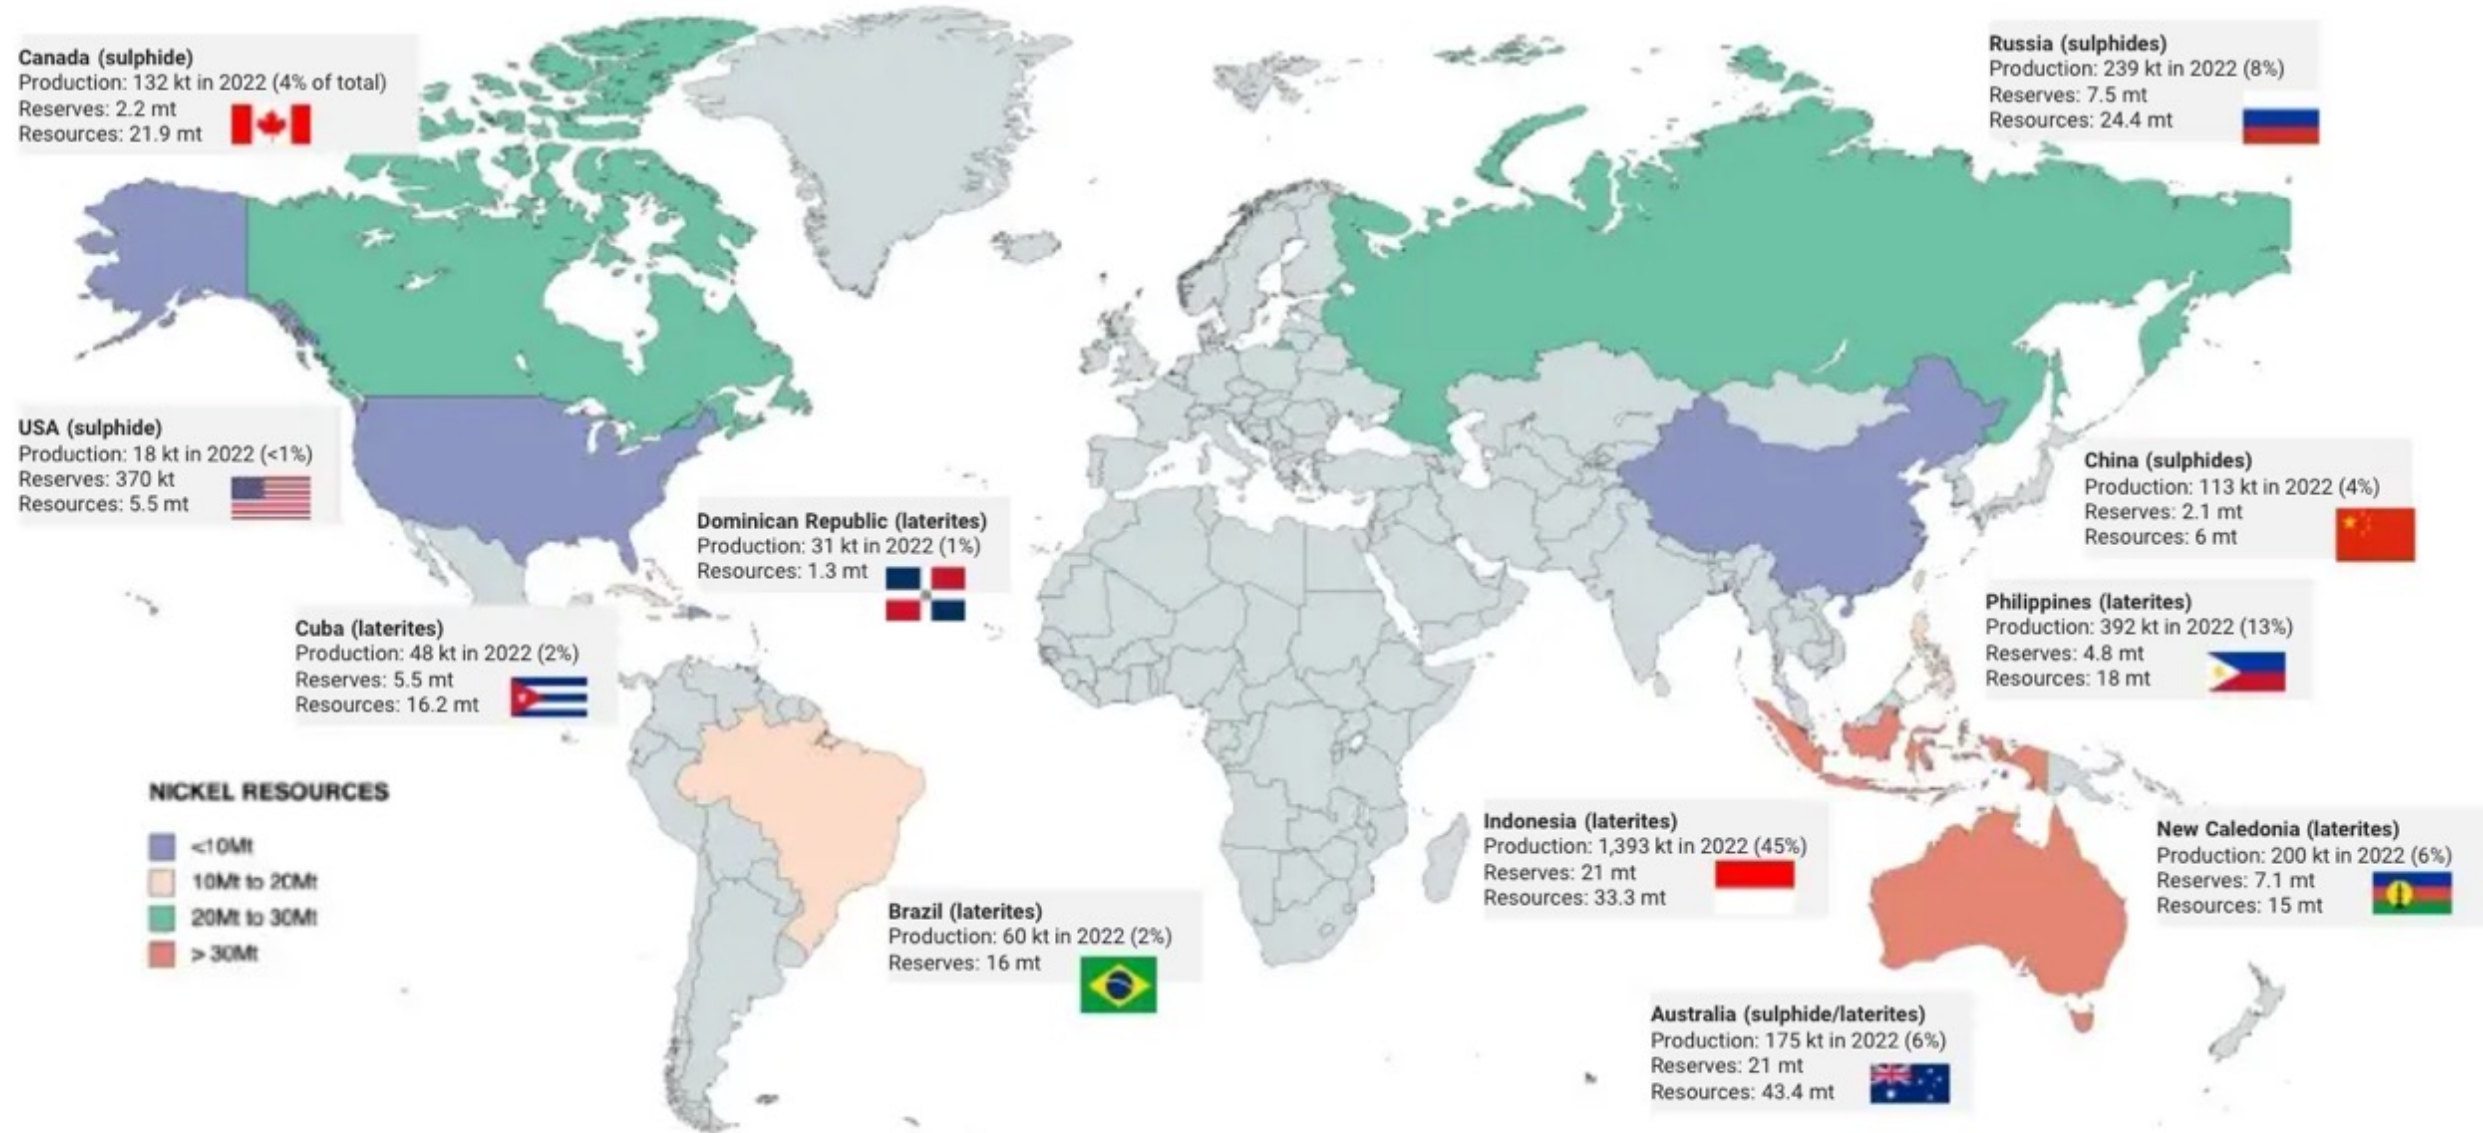 Canada (sulphide)
Production: 132 kt in 2022 (4% of total)
Reserves: 2.2 mt
Resources: 21.9 mt
Russia (sulphides)
Production: 239 kt in 2022 (8%)
Reserves: 7.5 mt
Resources: 24.4 mt
USA (sulphide)
Production: 18 kt in 2022 (<1%)
Reserves: 370 kt
Resources: 5.5 mt
China (sulphides)
Production: 113 kt in 2022 (4%)
Reserves: 2.1 mt
Resources: 6 mt
Dominican Republic (laterites)
Production: 31 kt in 2022 (1%)
Resources: 1.3 mt
Cuba (laterites)
Production: 48 kt in 2022 (2%)
Reserves: 5.5 mt
Resources: 16.2 mt
Philippines (laterites)
Production: 392 kt in 2022 (13%)
Reserves: 4.8 mt
Resources: 18 mt
NICKEL RESOURCES
<10Mt
10Mt to 20Mt
20Mt to 30Mt
> 30Mt
Indonesia (laterites)
Production: 1,393 kt in 2022 (45%)
Reserves: 21 mt
Resources: 33.3 mt
New Caledonia (laterites)
Production: 200 kt in 2022 (6%)
Reserves: 7.1 mt
Resources: 15 mt
Brazil (laterites)
Production: 60 kt in 2022 (2%)
Reserves: 16 mt
Australia (sulphide/laterites)
Production: 175 kt in 2022 (6%)
Reserves: 21 mt
Resources: 43.4 mt